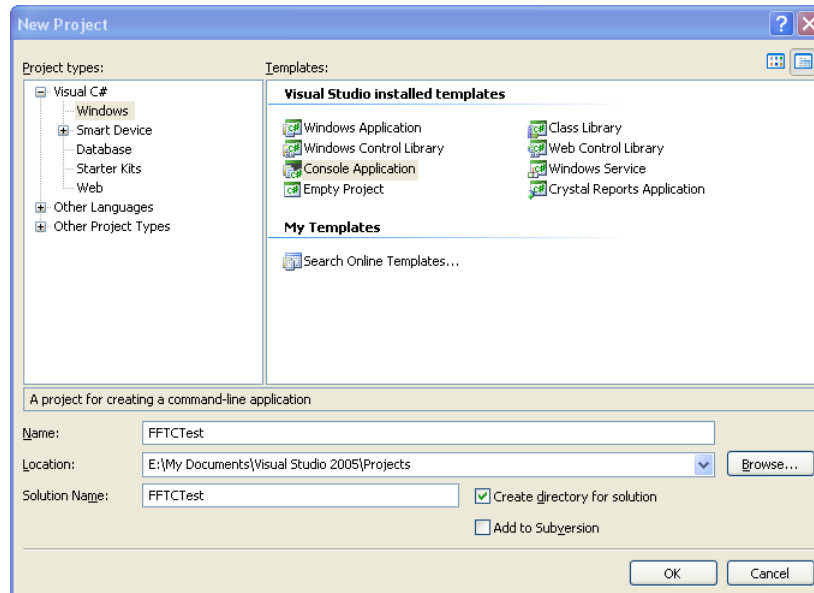 New Project
Project types:
Templates:
Visual C#
Windows
Smart Device
Database
Starter Kits
Web
Other Languages
Other Project Types
Visual Studio installed templates
Windows Application
Class Library
Windows Control Library
Web Control Library
Console Application
Windows Service
Empty Project
Crystal Reports Application
My Templates
Search Online Templates...
A project for creating a command-line application
Name:
FFTCTest
Location:
E:\My Documents\Visual Studio 2005\Projects
Browse...
Solution Name:
FFTCTest
Create directory for solution
Add to Subversion
OK
Cancel